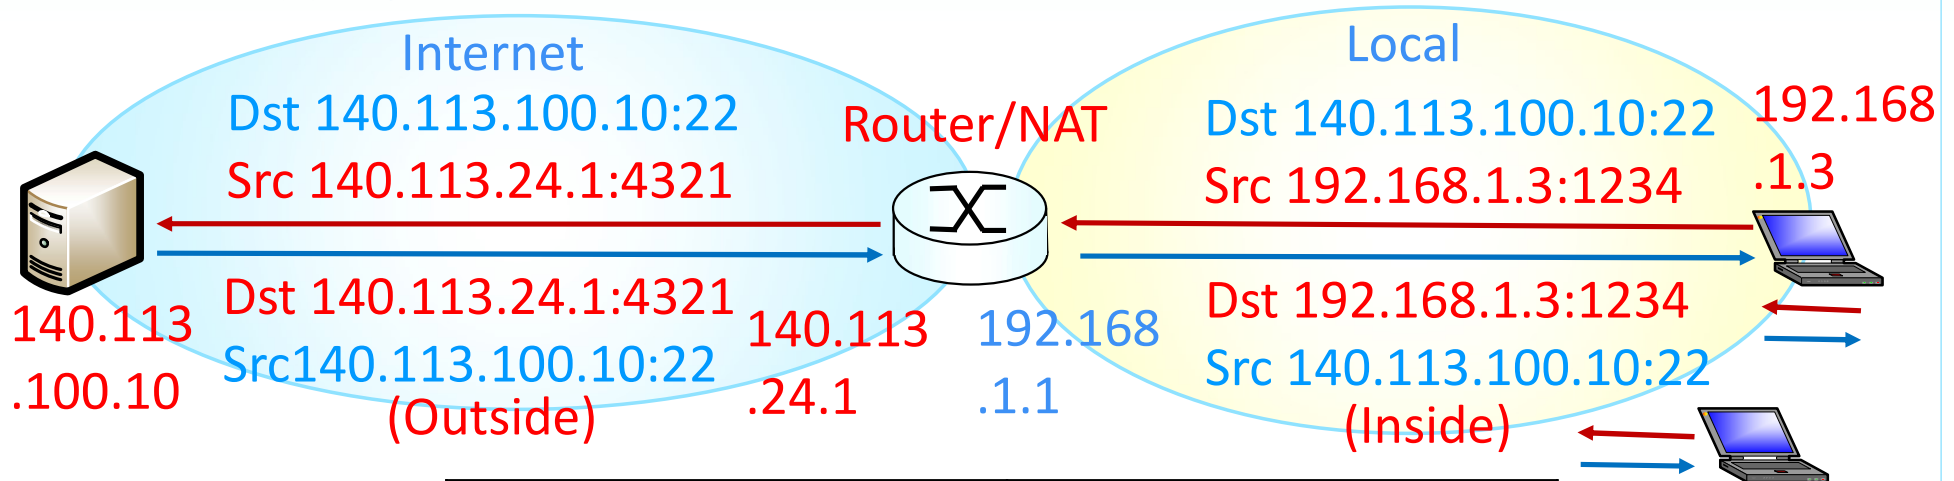 Internet
Local
Dst 140.113.100.10:22
Router/NAT
Dst 140.113.100.10:22
192.168
Src 140.113.24.1:4321
Src 192.168.1.3:1234
.1.3
Dst 140.113.24.1:4321
Dst 192.168.1.3:1234
140.113
140.113
192.168
Src140.113.100.10:22
Src 140.113.100.10:22
.100.10
.24.1
.1.1
(Outside)
(Inside)